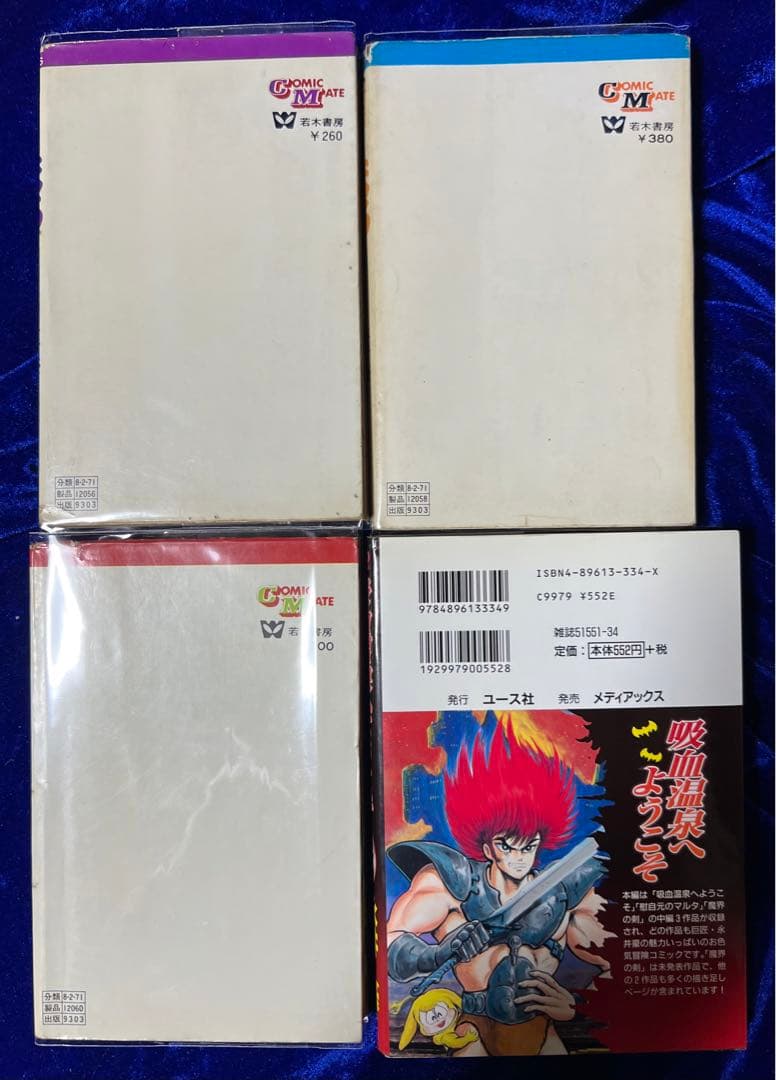 COMIC MATE
若木書房
￥260
分類 8-2-71
製品 12056
出版 9303
COMIC MATE
若木書房
￥380
分類 8-2-71
製品 12058
出版 9303
COMIC MATE
若木書房
00
分類 8-2-71
製品 12060
出版 9303
ISBN4-89613-334-X
C9979 ¥552E
9784896133349
雑誌51551-34
定価：本体552円+税
1929979005528
発行 ユース社 発売 メディアックス
吸血温泉へ
ようこそ
本編は「吸血温泉へようこ
そ」「慰自元のマルタ」「魔界
の剣」の中編3作品が収録
され、どの作品も巨匠・永
井豪の魅力いっぱいのお色
気冒険コミックです。「魔界
の剣」は未発表作品で、他
の2作品も多くの描き足し
ページが含まれています！